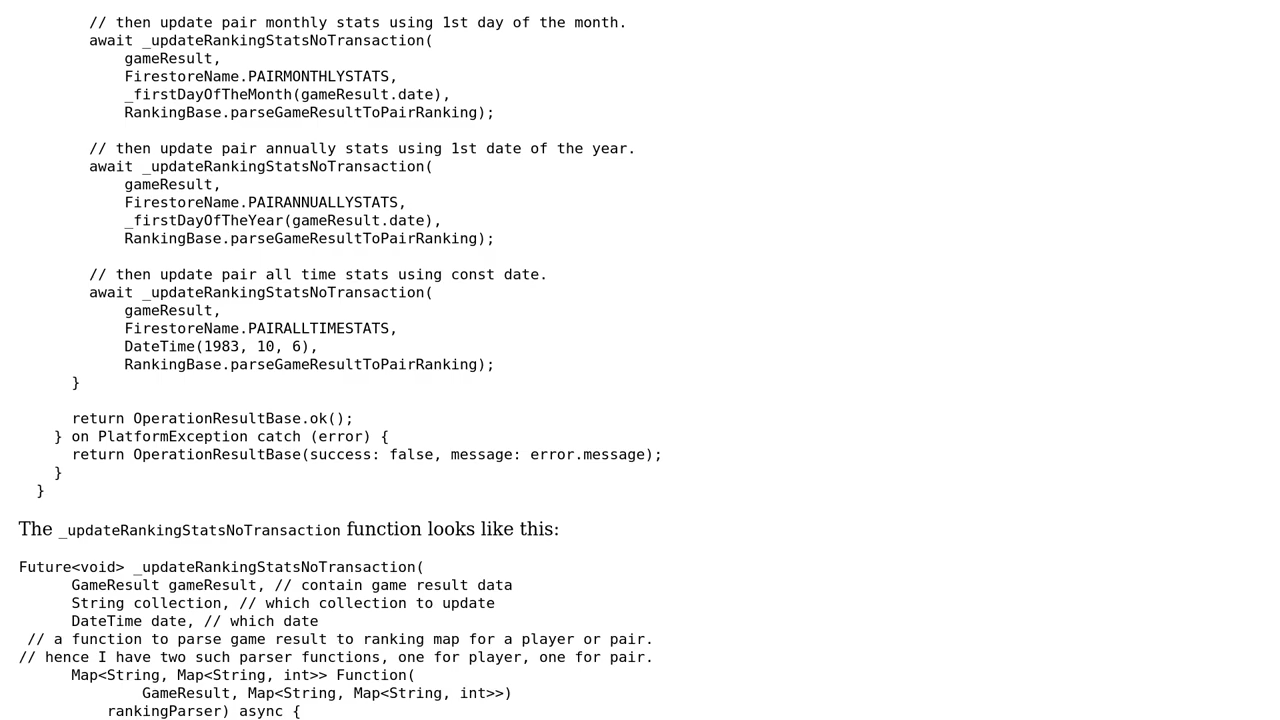 // then update pair monthly stats using 1st day of the month.
await _updateRankingStatsNoTransaction(
gameResult,
FirestoreName.PAIRMONTHLYSTATS,
_firstDayOfTheMonth(gameResult.date),
RankingBase.parseGameResultToPairRanking);
// then update pair annually stats using 1st date of the year.
await _updateRankingStatsNoTransaction(
gameResult,
FirestoreName.PAIRANNUALLYSTATS,
_firstDayOfTheYear(gameResult.date),
RankingBase.parseGameResultToPairRanking);
// then update pair all time stats using const date.
await _updateRankingStatsNoTransaction(
gameResult,
FirestoreName.PAIRALLTIMESTATS,
DateTime(1983, 10, 6),
RankingBase.parseGameResultToPairRanking);
}
return OperationResultBase.ok();
} on PlatformException catch (error) {
return OperationResultBase(success: false, message: error.message);
}
}
The _updateRankingStatsNoTransaction function looks like this:
Future<void> _updateRankingStatsNoTransaction(
GameResult gameResult, // contain game result data
String collection, // which collection to update
DateTime date, // which date
// a function to parse game result to ranking map for a player or pair.
// hence I have two such parser functions, one for player, one for pair.
Map<String, Map<String, int>> Function(
GameResult, Map<String, Map<String, int>>)
rankingParser) async {